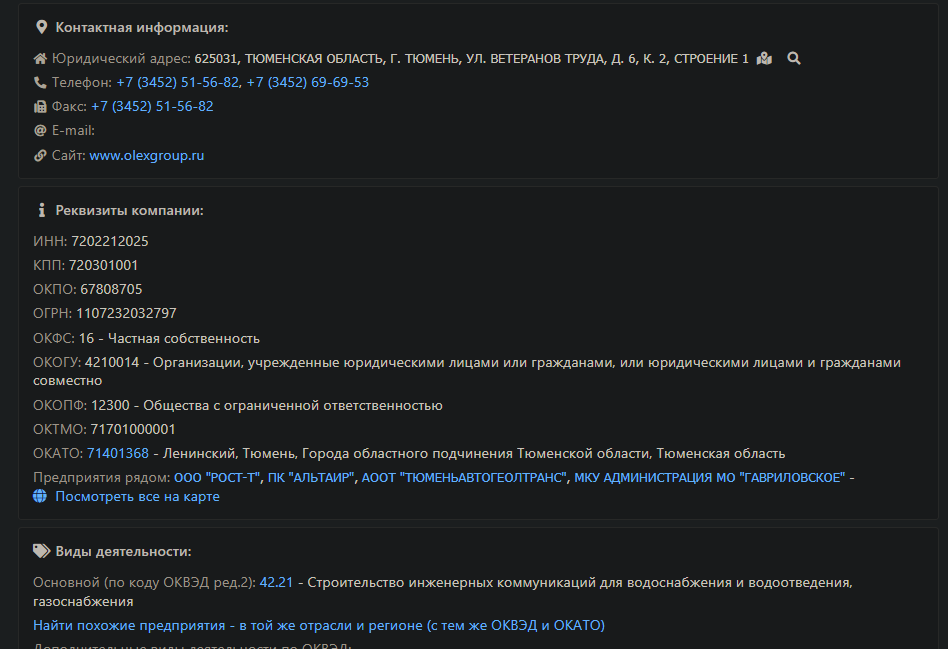 Контактная информация:
Юридический адрес: 625031, ТЮМЕНСКАЯ ОБЛАСТЬ, Г. ТЮМЕНЬ, УЛ. ВЕТЕРАНОВ ТРУДА, Д. 6, К. 2, СТРОЕНИЕ 1
Телефон: +7 (3452) 51-56-82, +7 (3452) 69-69-53
Факс: +7 (3452) 51-56-82
E-mail:
Сайт: www.olexgroup.ru
Реквизиты компании:
ИНН: 7202212025
КПП: 720301001
ОКПО: 67808705
ОГРН: 1107232032797
ОКФС: 16 - Частная собственность
ОКОГУ: 4210014 - Организации, учрежденные юридическими лицами или гражданами, или юридическими лицами и гражданами
совместно
ОКОПФ: 12300 - Общества с ограниченной ответственностью
ОКТМО: 71701000001
ОКАТО: 71401368 - Ленинский, Тюмень, Города областного подчинения Тюменской области, Тюменская область
Предприятия рядом: ООО "РОСТ-Т", ПК "АЛЬТАИР", АООТ "ТЮМЕНЬАВТОГЕОЛТРАНС", МКУ АДМИНИСТРАЦИЯ МО "ГАВРИЛОВСКОЕ" -
Посмотреть все на карте
Виды деятельности:
Основной (по коду ОКВЭД ред.2): 42.21 - Строительство инженерных коммуникаций для водоснабжения и водоотведения,
газоснабжения
Найти похожие предприятия - в той же отрасли и регионе (с тем же ОКВЭД и ОКАТО)
Дополнительные виды деятельности по ОКВЭД: